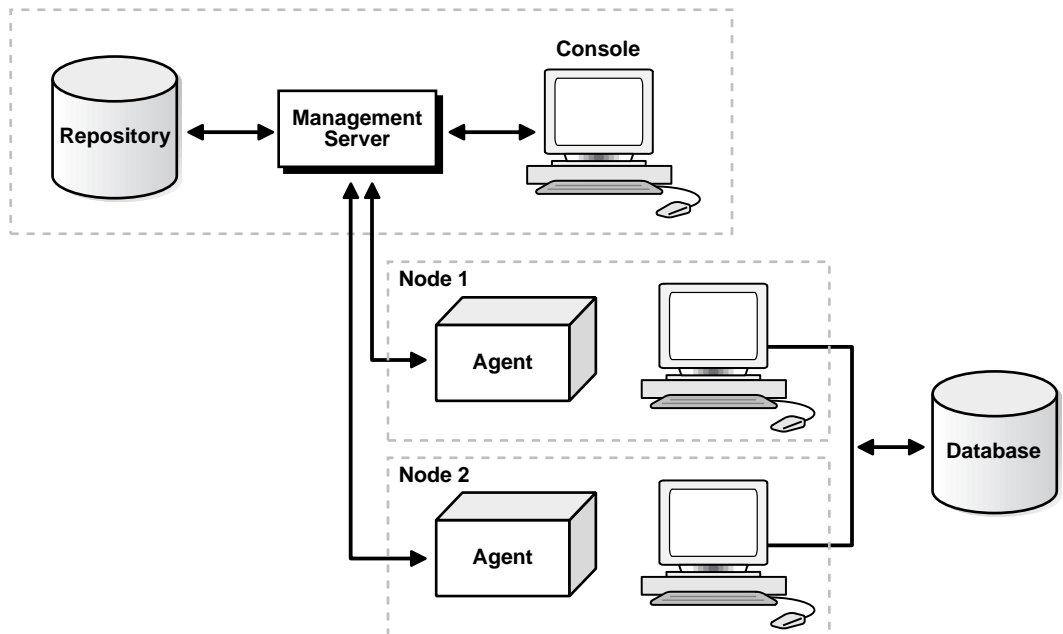 Console
Repository
Management
Server
Node 1
Agent
Database
Node 2
Agent